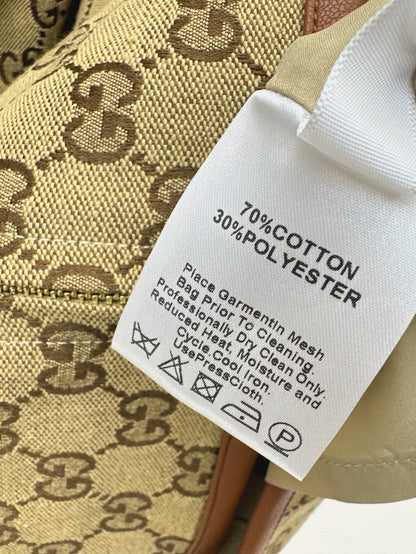 70%COTTON
30%POLYESTER
Place Garmentin Mesh
Bag Prior To Cleaning.
Professionally Dry Clean Only.
Reduced Heat. Moisture and
Cycle.Cool Iron.
UsePressCloth.
P